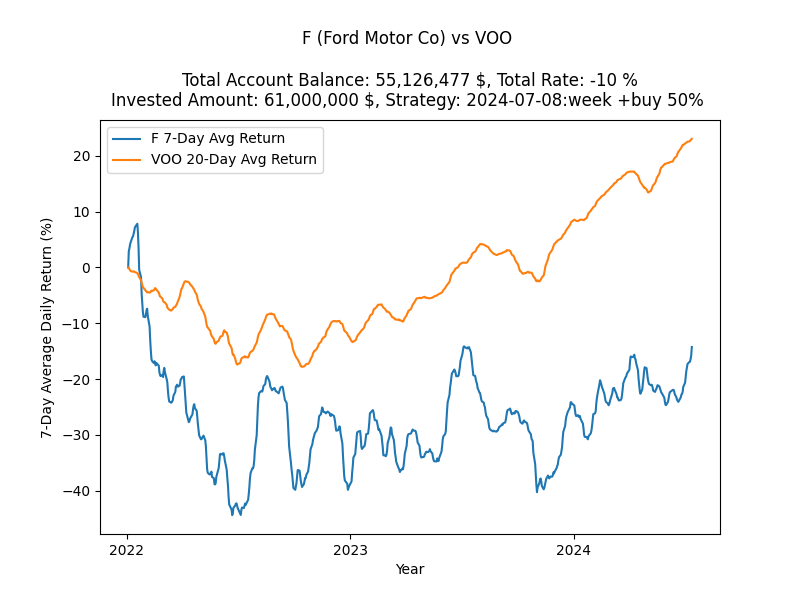 F (Ford Motor Co) vs VOO
Total Account Balance: 55,126,477 $, Total Rate: -10 %
Invested Amount: 61,000,000 $, Strategy: 2024-07-08:week +buy 50%
F 7-Day Avg Return
VOO 20-Day Avg Return
7-Day Average Daily Return (%)
20
10
0
−10
−20
−30
−40
2022
2023
2024
Year